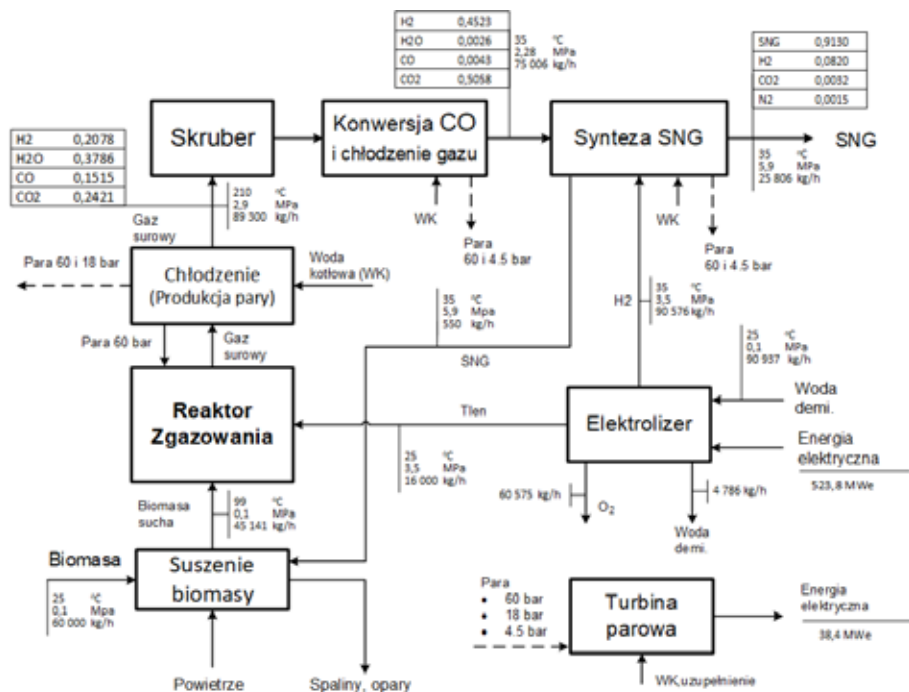 H2 0,4523
H2O 0,0026
CO 0,0043
CO2 0,5058
35 °C
2,28 MPa
75 006 kg/h
SNG 0,9130
H2 0,0820
CO2 0,0032
N2 0,0015
Skruber
Konwersja CO
i chłodzenie gazu
Synteza SNG
SNG
35 °C
5,9 MPa
25 806 kg/h
H2 0,2078
H2O 0,3786
CO 0,1515
CO2 0,2421
210 °C
2,9 MPa
89 300 kg/h
Gaz
surowy
WK
Para
60 i 4.5 bar
WK
Para
60 i 4.5 bar
Para 60 i 18 bar
Chłodzenie
(Produkcja pary)
Woda
kotłowa (WK)
H2
35 °C
3,5 MPa
90 576 kg/h
35 °C
5,9 Mpa
550 kg/h
SNG
Para 60 bar
Gaz
surowy
25 °C
0,1 MPa
90 937 kg/h
Reaktor
Zgazowania
Tlen
Elektrolizer
Woda
demi.
Energia
elektryczna
523,8 MWe
25 °C
3,5 MPa
16 000 kg/h
60 575 kg/h
O2
4 786 kg/h
Woda
demi.
Biomasa
sucha
99 °C
0,1 MPa
45 141 kg/h
Biomasa
25 °C
0,1 Mpa
60 000 kg/h
Suszenie
biomasy
Powietrze
Spaliny, opary
Para
• 60 bar
• 18 bar
• 4.5 bar
Turbina
parowa
Energia
elektryczna
38,4 MWe
WK,uzupełnienie